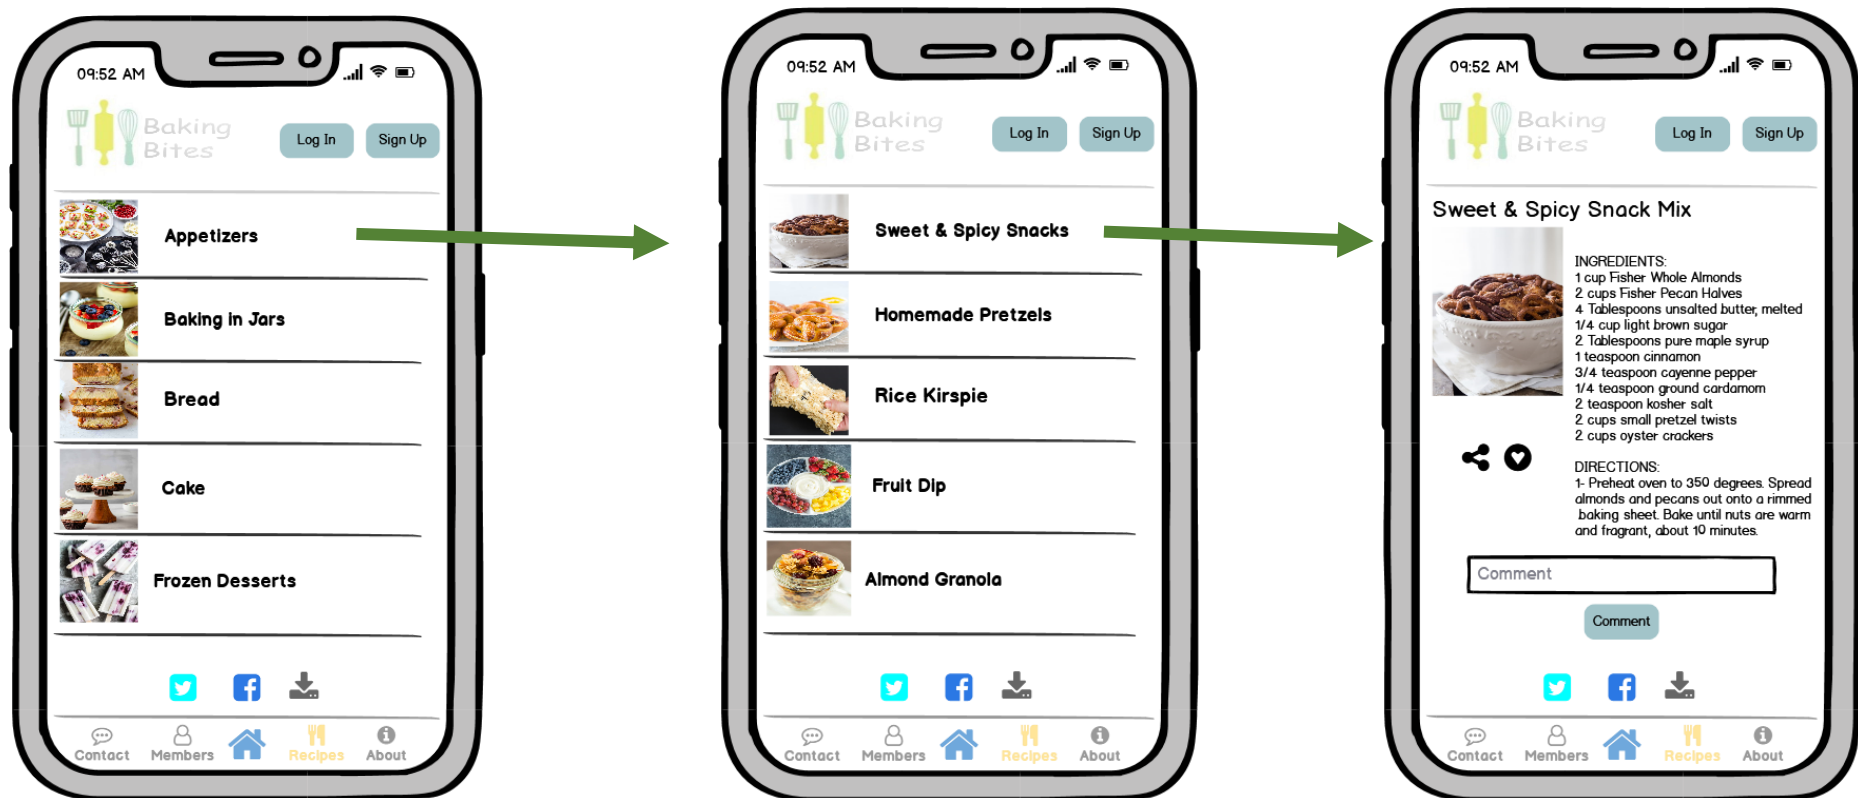 09:52 AM
Baking
Bites
Log In
Sign Up
Appetizers
Baking in Jars
Bread
Cake
Frozen Desserts
Contact
Members
Recipes
About
09:52 AM
Baking
Bites
Log In
Sign Up
Sweet & Spicy Snacks
Homemade Pretzels
Rice Kirspie
Fruit Dip
Almond Granola
Contact
Members
Recipes
About
09:52 AM
Baking
Bites
Log In
Sign Up
Sweet & Spicy Snack Mix
INGREDIENTS:
1 cup Fisher Whole Almonds
2 cups Fisher Pecan Halves
4 Tablespoons unsalted butter, melted
1/4 cup light brown sugar
2 Tablespoons pure maple syrup
1 teaspoon cinnamon
3/4 teaspoon cayenne pepper
1/4 teaspoon ground cardamom
2 teaspoon kosher salt
2 cups small pretzel twists
2 cups oyster crackers
DIRECTIONS:
1- Preheat oven to 350 degrees. Spread
almonds and pecans out onto a rimmed
baking sheet. Bake until nuts are warm
and fragrant, about 10 minutes.
Comment
Comment
Contact
Members
Recipes
About